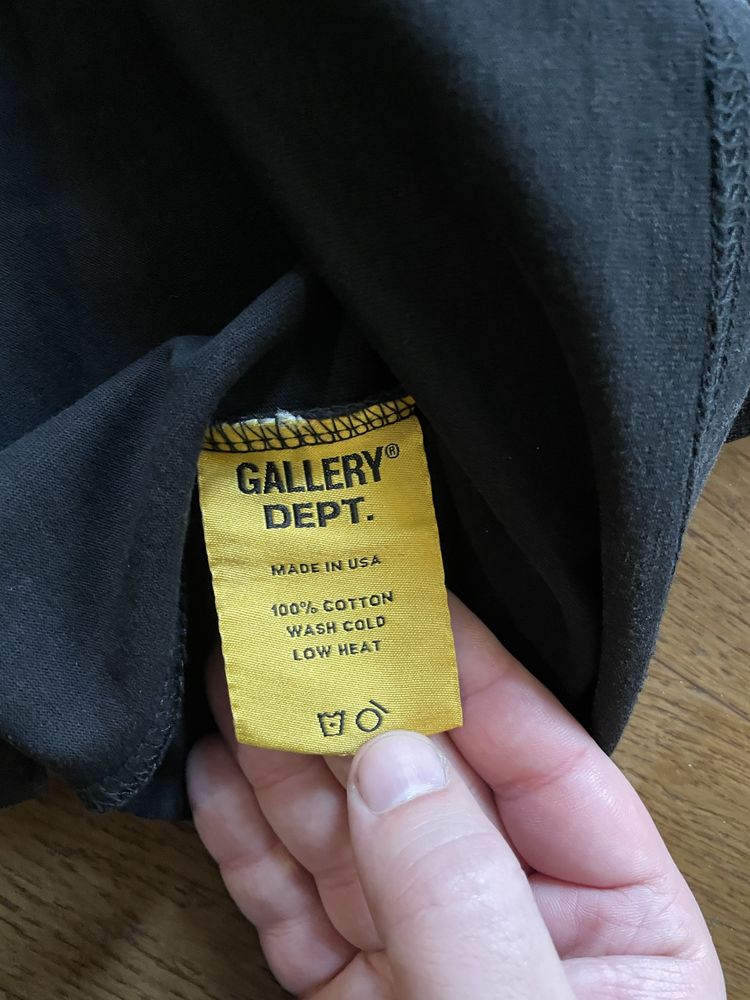 GALLERY®
DEPT.
MADE IN USA
100% COTTON
WASH COLD
LOW HEAT